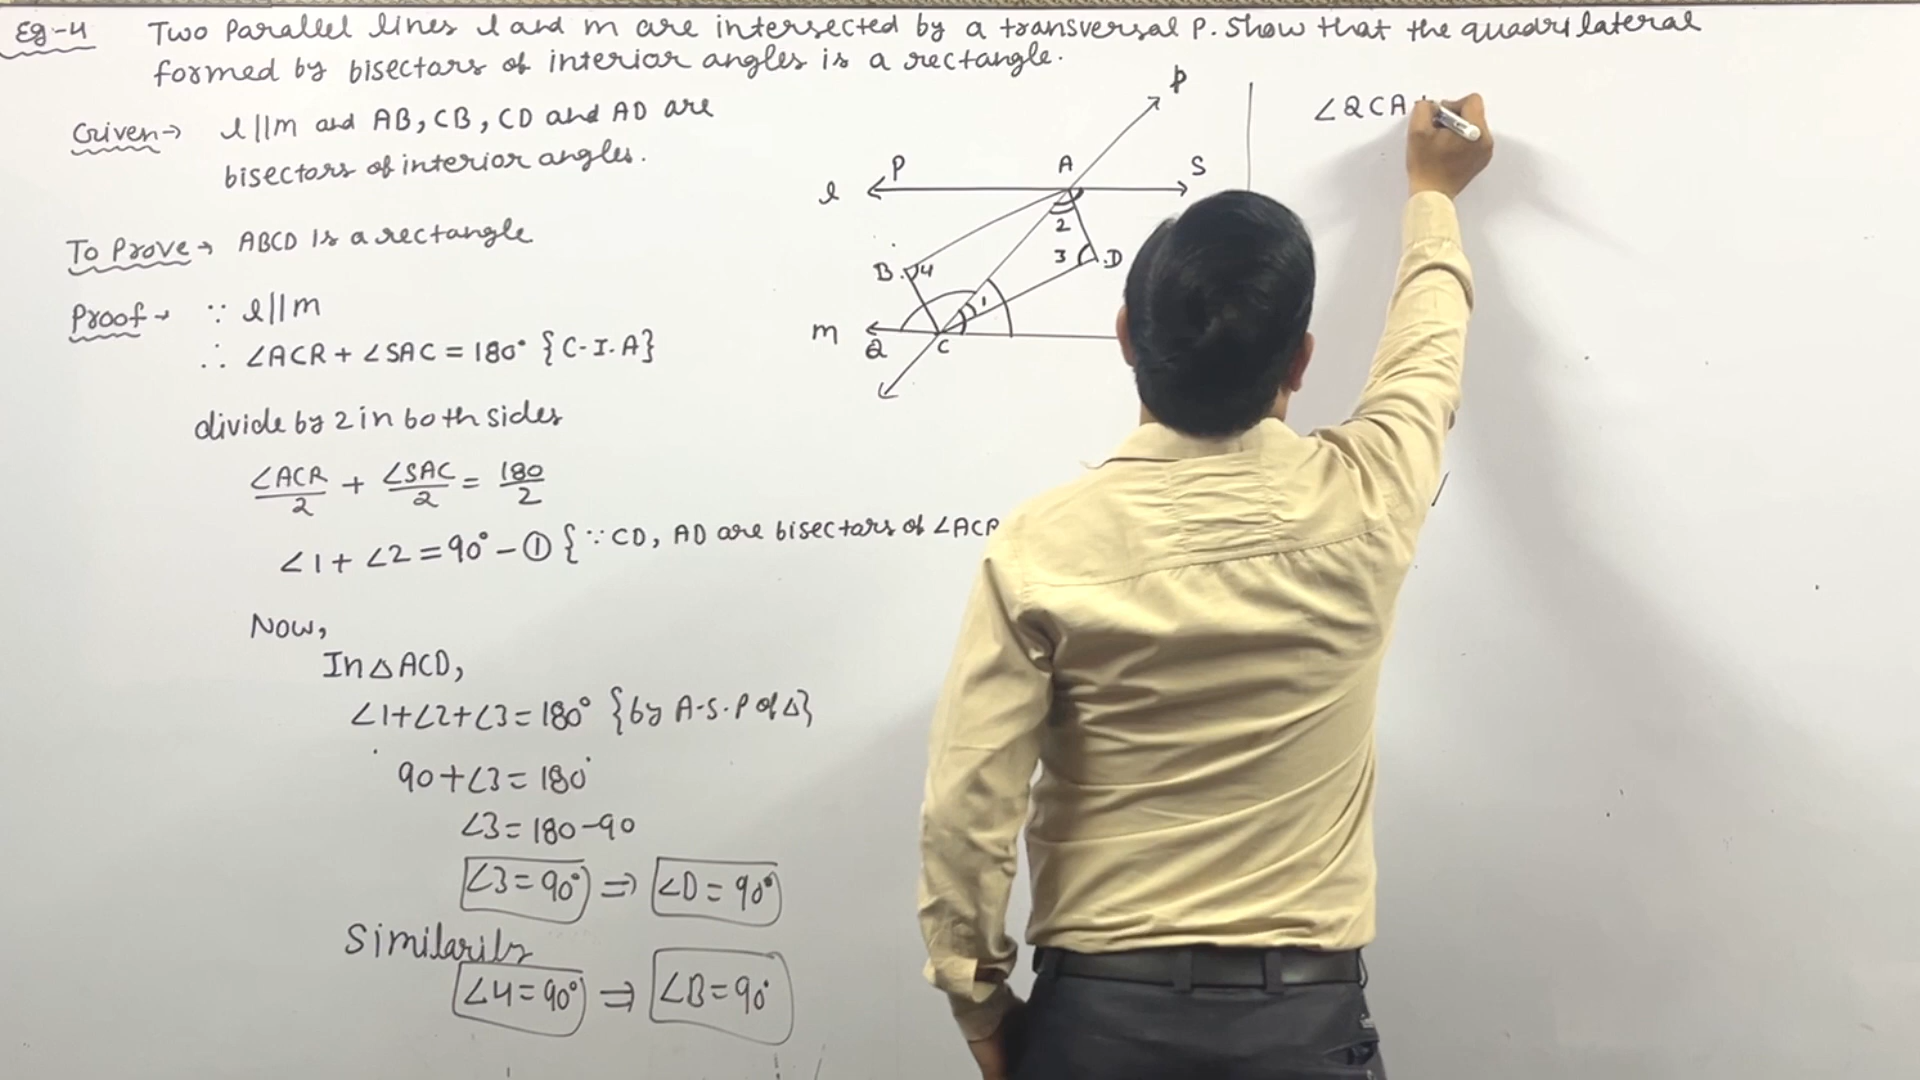 Eg-4 Two Parallel lines l and m are intersected by a transversal P. Show that the quadrilateral
formed by bisectors of interior angles is a rectangle.
Given→ l||m and AB, CB, CD and AD are
bisectors of interior angles.
To Prove→ ABCD is a rectangle
Proof→ ∵ l||m
∴ ∠ACR + ∠SAC = 180° {C-I.A}
divide by 2 in both sides
∠ACR/2 + ∠SAC/2 = 180/2
∠1 + ∠2 = 90° - ① {∵ CD, AD are bisectors of ∠ACR
Now,
In △ ACD,
∠1+∠2+∠3 = 180° {by A-S-P of △}
90+∠3 = 180°
∠3 = 180-90
∠3 = 90° ⇒ ∠D = 90°
Similarily
∠4 = 90° ⇒ ∠B = 90°
p
P A S
l
2
B 4 3 D
1
m
Q C
∠QCA +